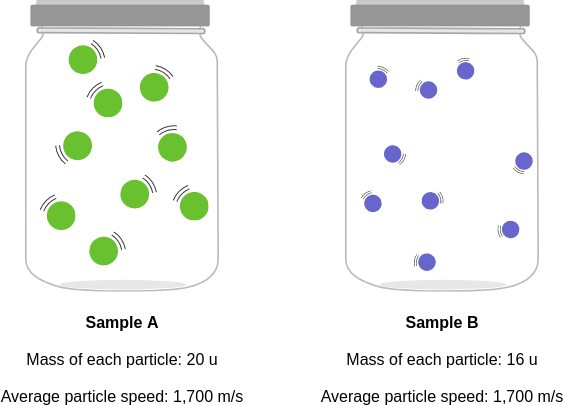 Sample A
Mass of each particle: 20 u
Average particle speed: 1,700 m/s
Sample B
Mass of each particle: 16 u
Average particle speed: 1,700 m/s